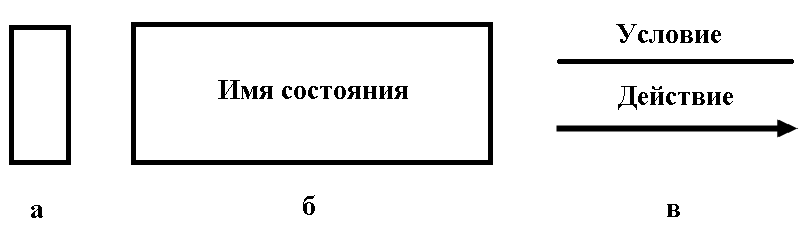 Условие
Имя состояния
Действие
а
б
в